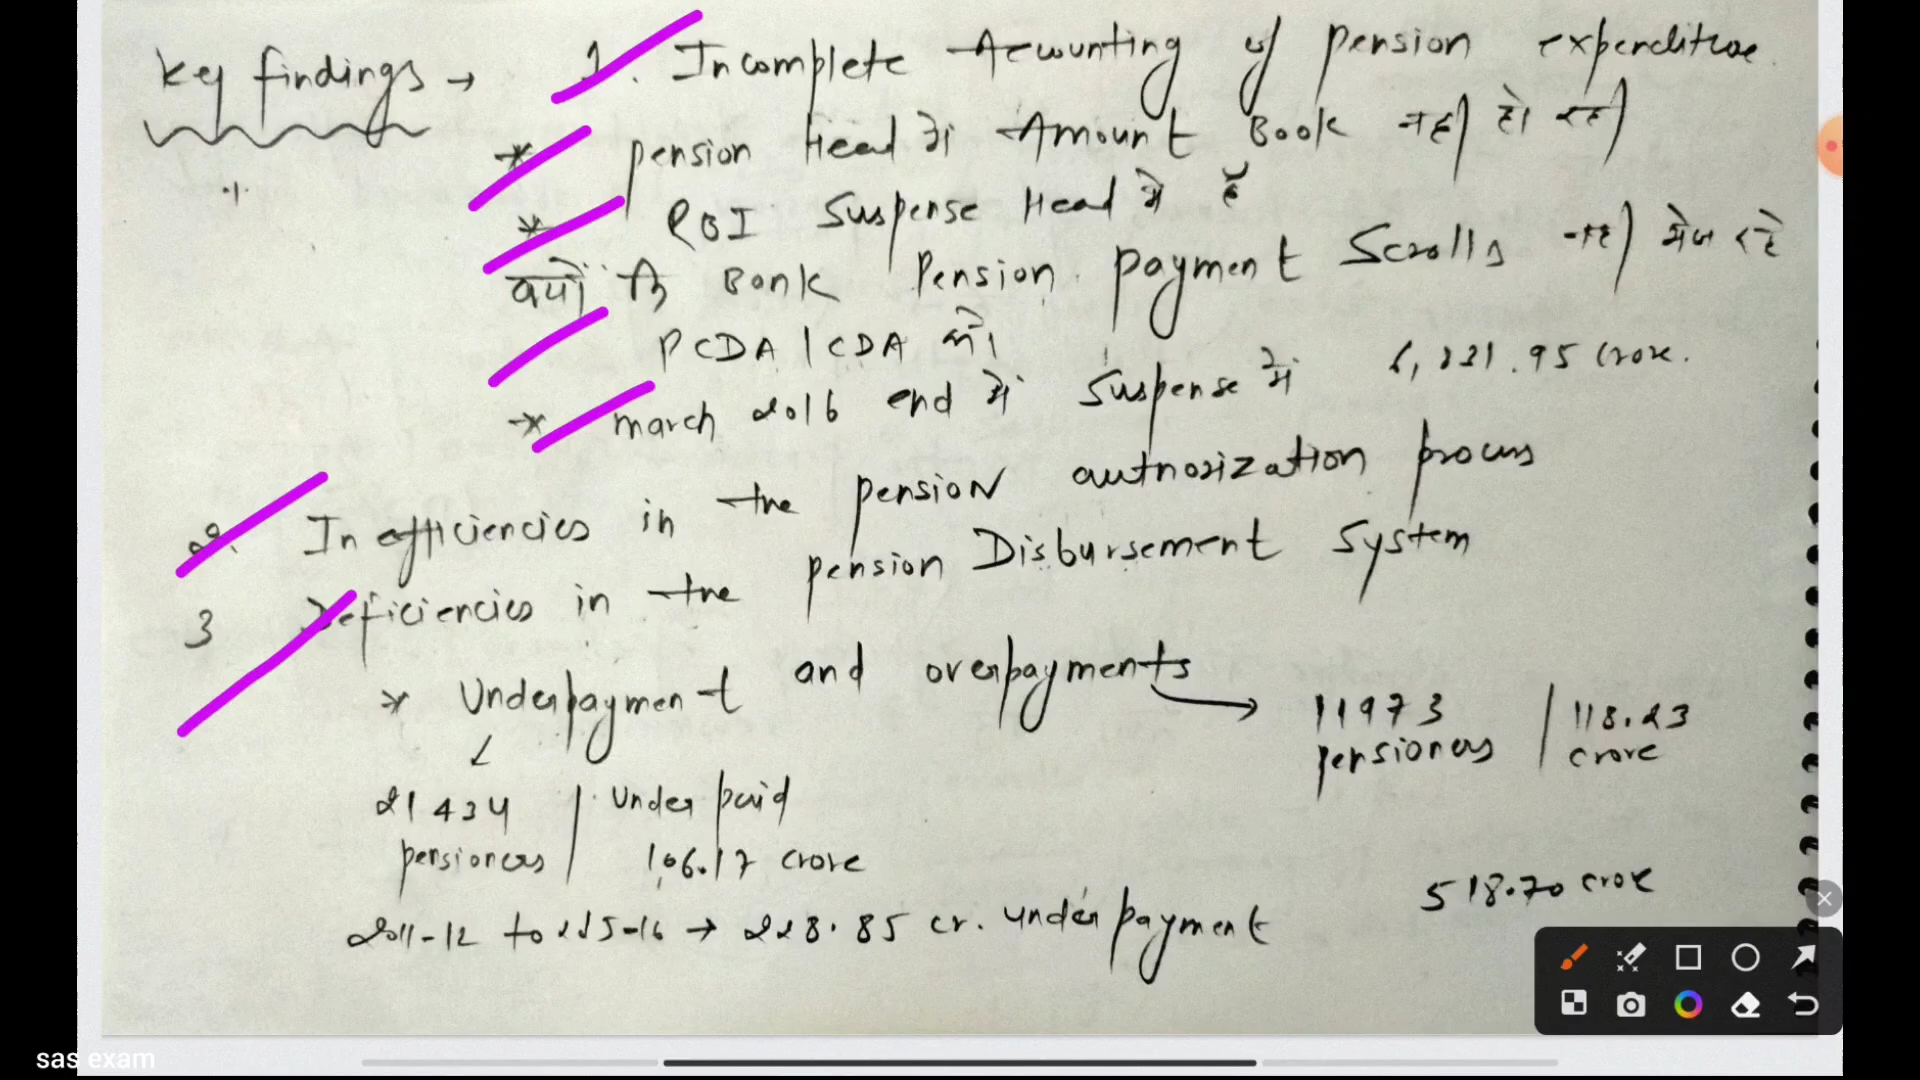 Key findings → 1. Incomplete Accounting of pension expenditure.
* pension Head में Amount Book नही हो रही
* RBI Suspense Head में है
क्यों कि Bank Pension payment Scrolls नही भेज रहे
PCDA / CDA को।
* march 2016 end में Suspense में 6,831.95 crore.
2. Inefficiencies in the pension authorization process
3 Deficiencies in the pension Disbursement System
* Underpayment and overpayments → 11973 pensioners / 118.23 crore
21434 pensioners / Under paid 106.17 crore
2011-12 to 2015-16 → 228.85 cr. underpayment 518.70 crore
sas exam